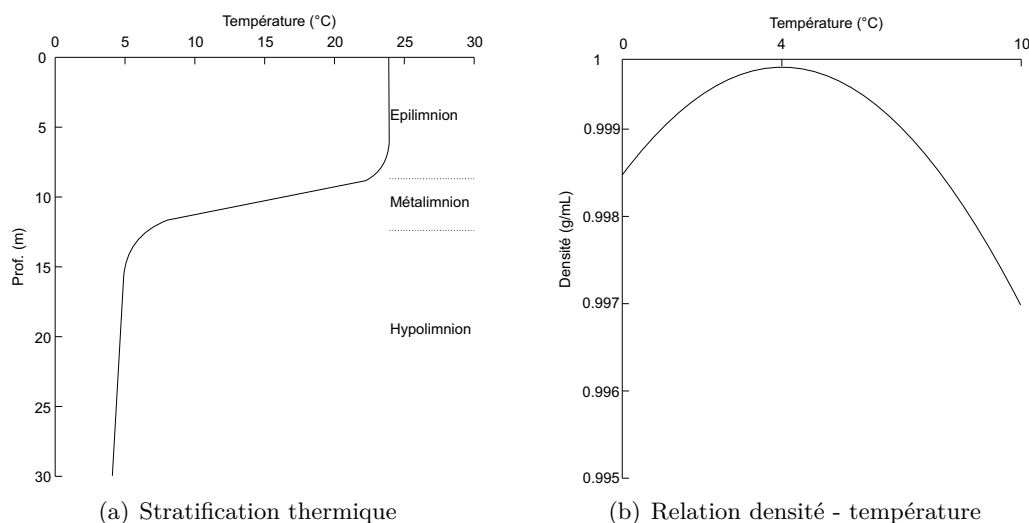 Température (°C)
0 5 10 15 20 25 30
0
5
10
15
20
25
30
Prof. (m)
Epilimnion
Métalimnion
Hypolimnion
(a) Stratification thermique
Température (°C)
0 4 10
1
0.999
0.998
0.997
0.996
0.995
Densité (g/mL)
(b) Relation densité - température